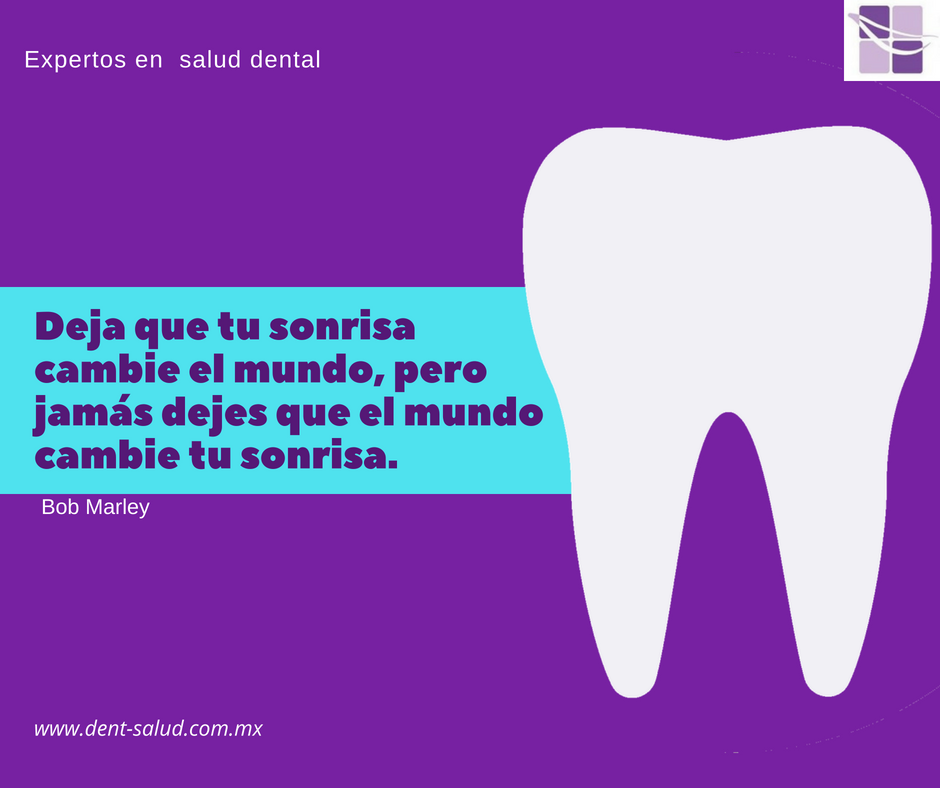 Expertos en  salud dental
Deja que tu sonrisa
cambie el mundo, pero
jamás dejes que el mundo
cambie tu sonrisa.
Bob Marley
www.dent-salud.com.mx